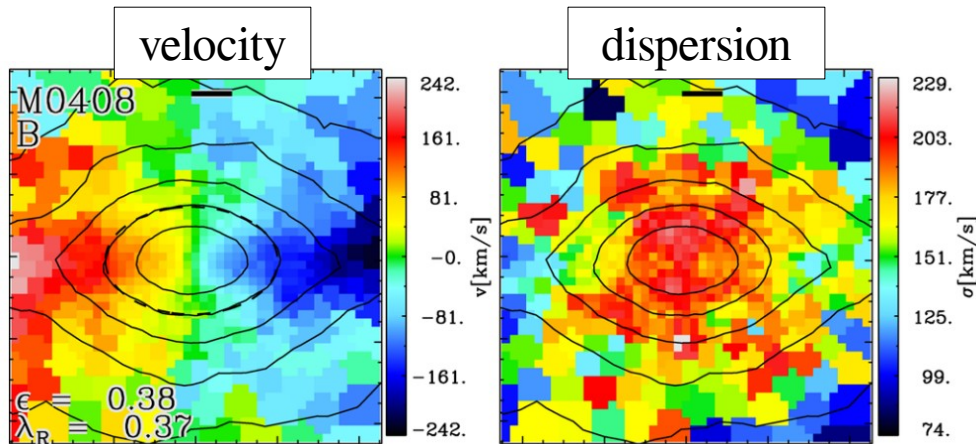 velocity
dispersion
M0408
B
ϵ = 0.38
λ_R = 0.37
242.
161.
81.
-0.
-81.
-161.
-242.
v[km/s]
229.
203.
177.
151.
125.
99.
74.
σ[km/s]